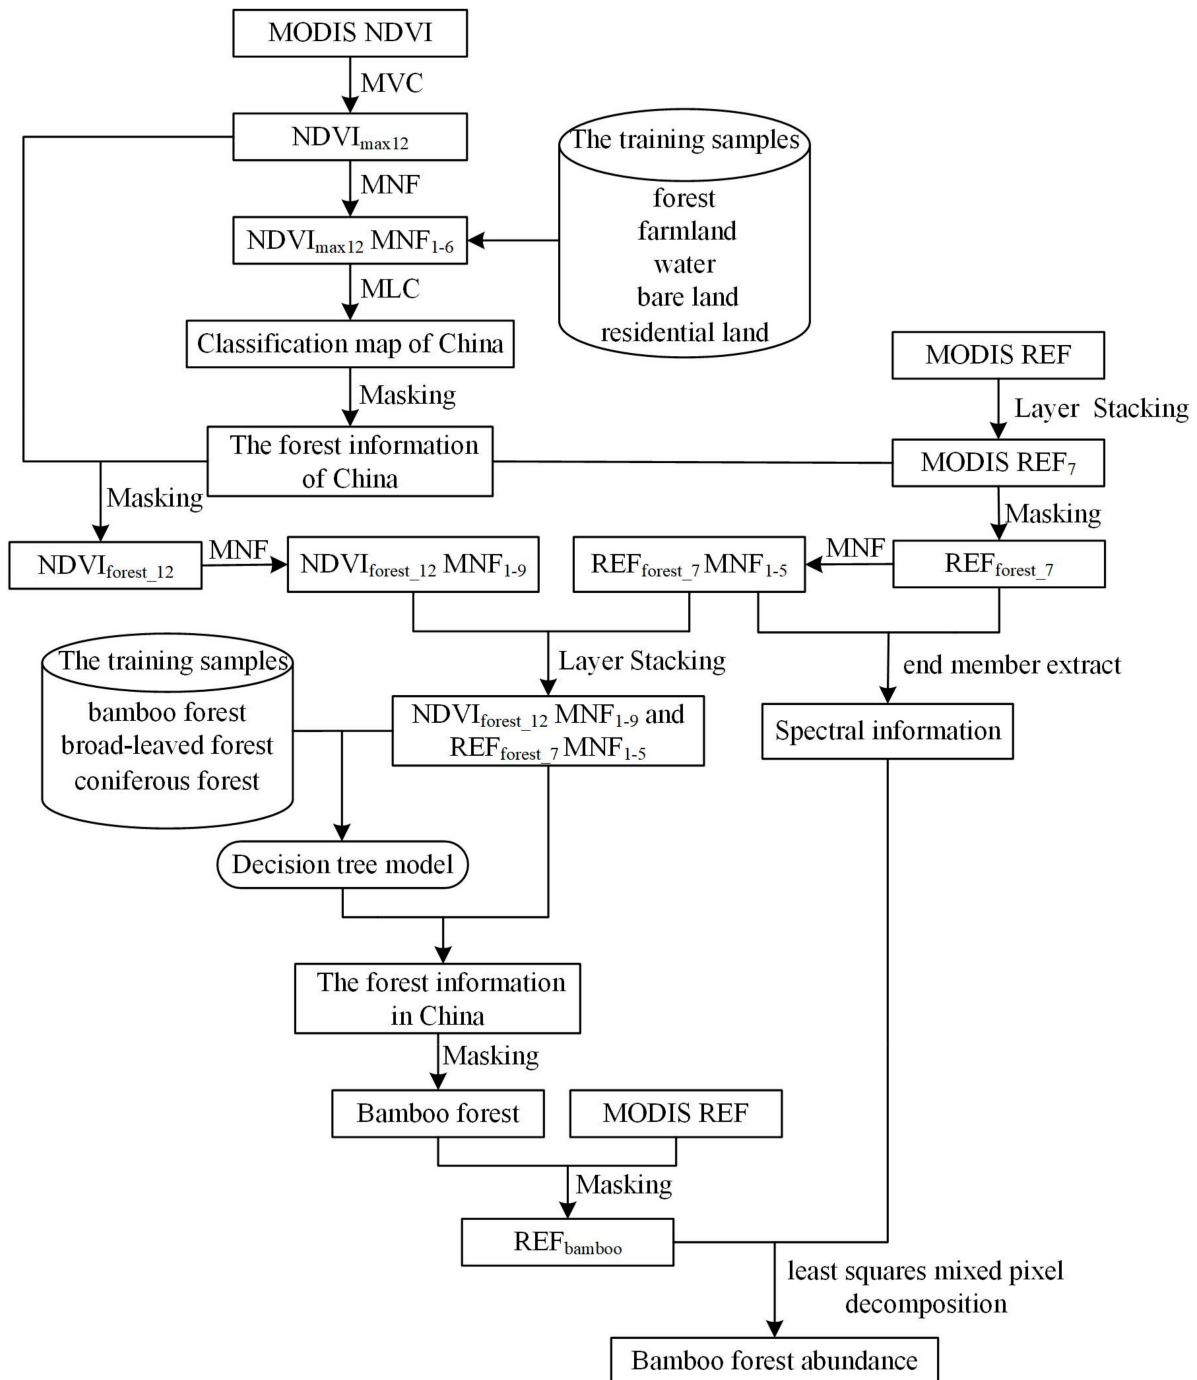 MODIS NDVI
MVC
NDVImax12
MNF
NDVImax12 MNF1-6
MLC
Classification map of China
Masking
The training samples
forest
farmland
water
bare land
residential land
The forest information
of China
MODIS REF
Layer Stacking
MODIS REF7
Masking
Masking
NDVIforest_12
MNF
NDVIforest_12 MNF1-9
REFforest_7 MNF1-5
MNF
REFforest_7
Layer Stacking
end member extract
The training samples
bamboo forest
broad-leaved forest
coniferous forest
NDVIforest_12 MNF1-9 and
REFforest_7 MNF1-5
Spectral information
Decision tree model
The forest information
in China
Masking
Bamboo forest
MODIS REF
Masking
REFbamboo
least squares mixed pixel
decomposition
Bamboo forest abundance